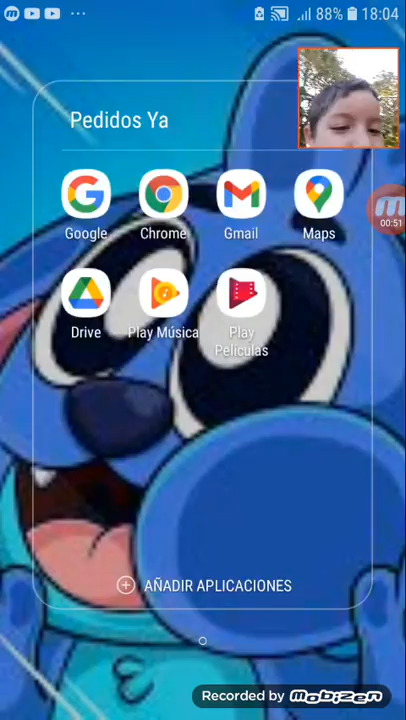 88% 18:04
Pedidos Ya
00:51
Google Chrome Gmail Maps
Drive Play Música Play
Películas
AÑADIR APLICACIONES
Recorded by Mobizen